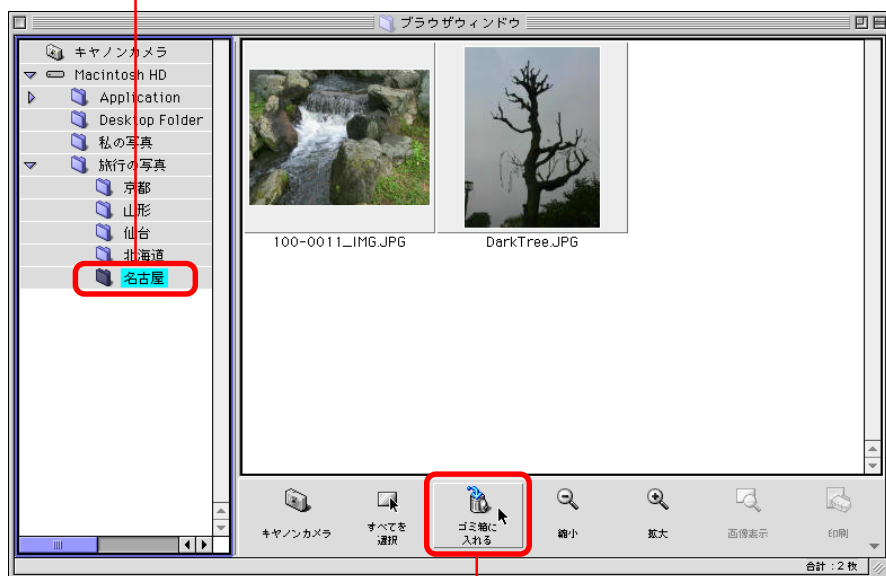 ブラウザウィンドウ
キヤノンカメラ
Macintosh HD
Application
Desktop Folder
私の写真
旅行の写真
京都
山形
仙台
北海道
名古屋
100-0011_IMG.JPG
DarkTree.JPG
キヤノンカメラ
すべてを
選択
ゴミ箱に
入れる
縮小
拡大
画像表示
印刷
合計：2 枚